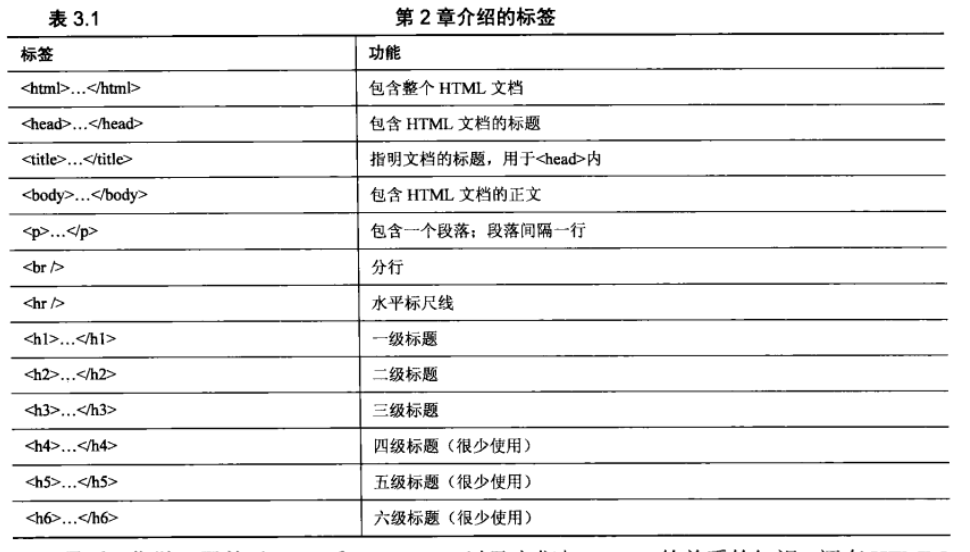 表 3.1 第 2 章介绍的标签
标签 功能
<html>…</html> 包含整个 HTML 文档
<head>…</head> 包含 HTML 文档的标题
<title>…</title> 指明文档的标题，用于<head>内
<body>…</body> 包含 HTML 文档的正文
<p>…</p> 包含一个段落；段落间隔一行
<br /> 分行
<hr /> 水平标尺线
<h1>…</h1> 一级标题
<h2>…</h2> 二级标题
<h3>…</h3> 三级标题
<h4>…</h4> 四级标题（很少使用）
<h5>…</h5> 五级标题（很少使用）
<h6>…</h6> 六级标题（很少使用）